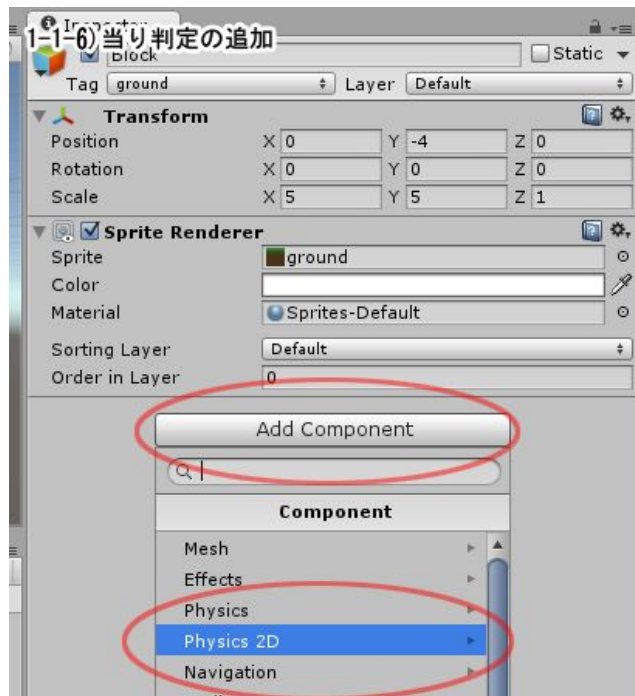 Inspector
1-1-6)当り判定の追加
Block Static
Tag ground Layer Default
Transform
Position X 0 Y -4 Z 0
Rotation X 0 Y 0 Z 0
Scale X 5 Y 5 Z 1
Sprite Renderer
Sprite ground
Color
Material Sprites-Default
Sorting Layer Default
Order in Layer 0
Add Component
Component
Mesh
Effects
Physics
Physics 2D
Navigation